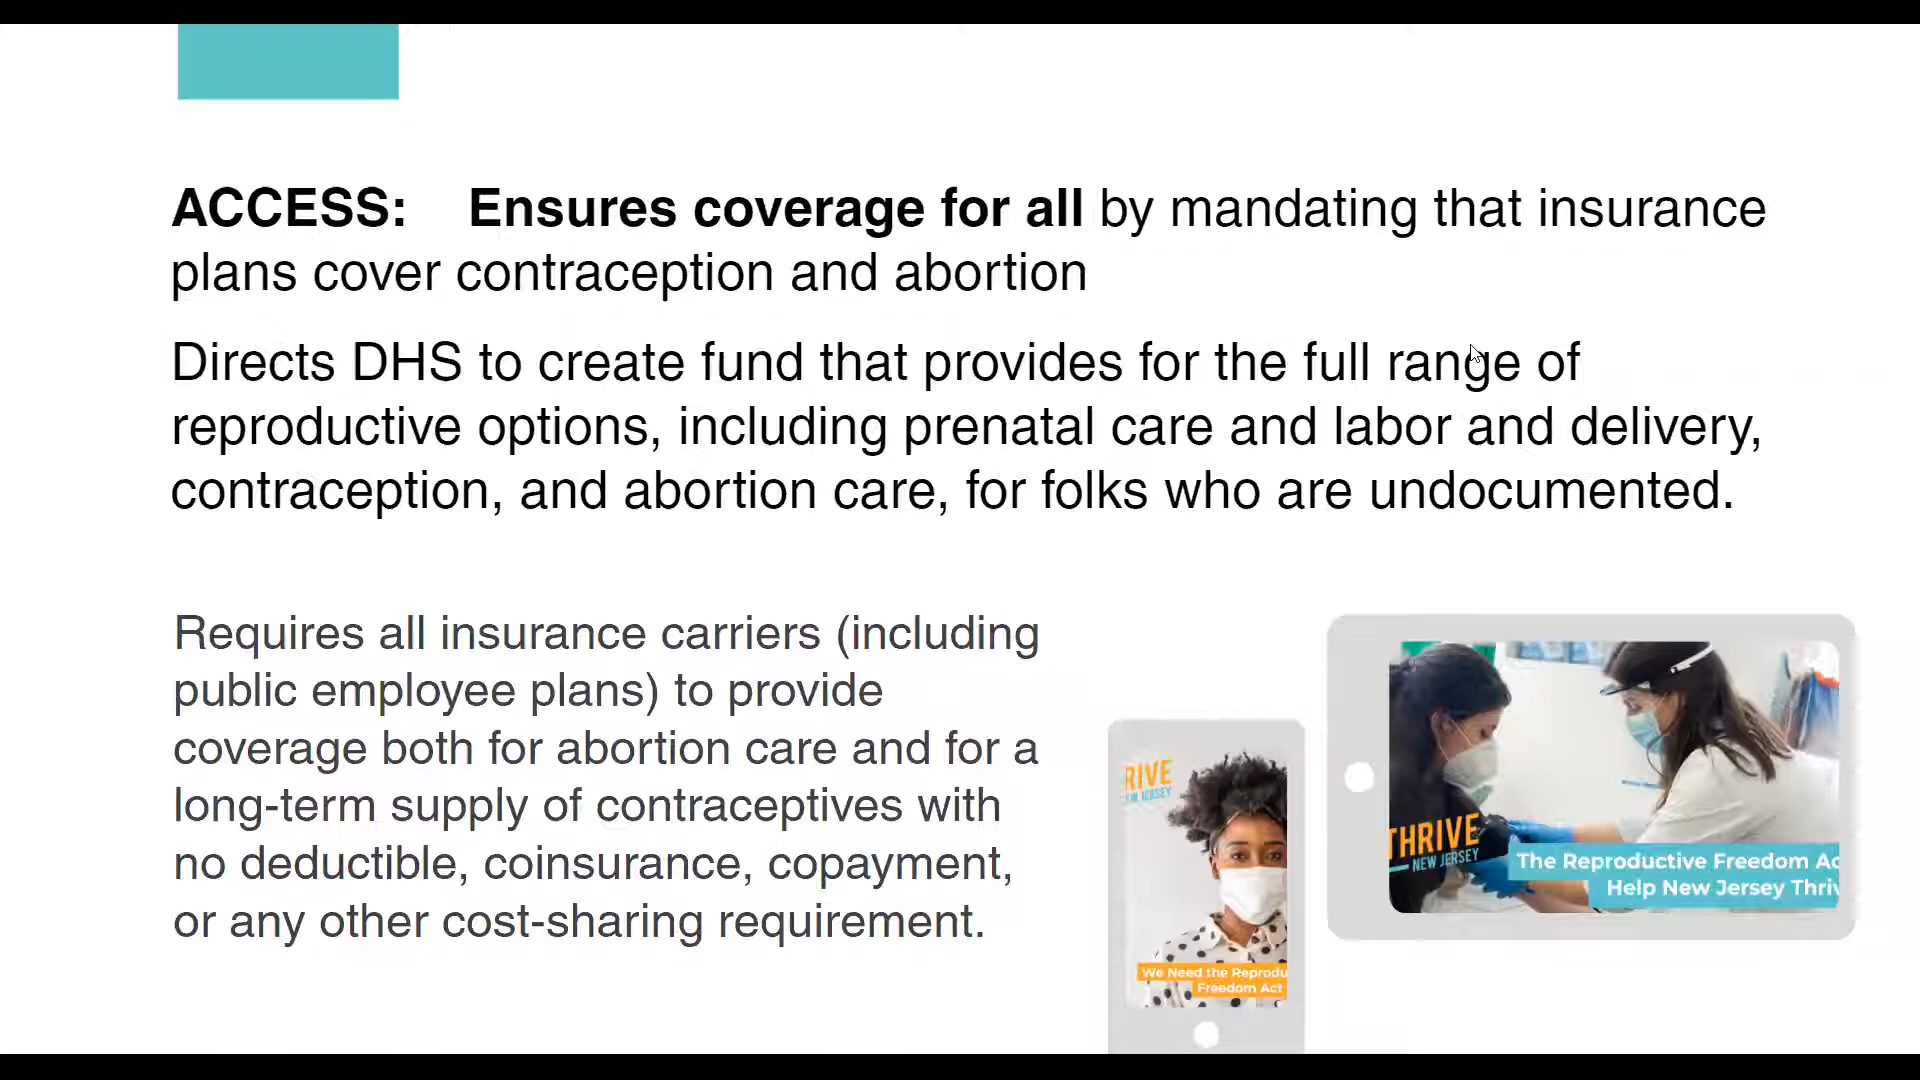 ACCESS: Ensures coverage for all by mandating that insurance
plans cover contraception and abortion
Directs DHS to create fund that provides for the full range of
reproductive options, including prenatal care and labor and delivery,
contraception, and abortion care, for folks who are undocumented.
Requires all insurance carriers (including
public employee plans) to provide
coverage both for abortion care and for a
long-term supply of contraceptives with
no deductible, coinsurance, copayment,
or any other cost-sharing requirement.
RIVE
EW JERSEY
We Need the Reprodu
Freedom Act
THRIVE
NEW JERSEY
The Reproductive Freedom Ac
Help New Jersey Thriv